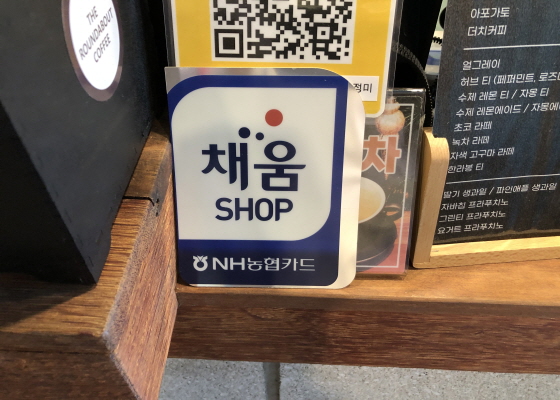 THE
ROUNDABOUT
COFFEE
정미
채움
SHOP
NH농협카드
차
아포가토
더치커피
얼그레이
허브 티 (페퍼민트, 로즈
수제 레몬 티 / 자몽 티
수제 레몬에이드 / 자몽에
초코 라떼
녹차 라떼
자색 고구마 라떼
한라봉 티
딸기 생과일 / 파인애플 생과일
자바칩 프라푸치노
그린티 프라푸치노
요거트 프라푸치노